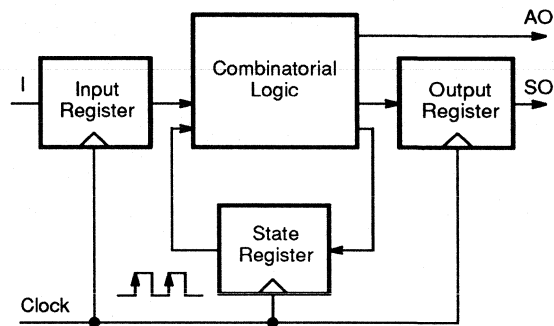 AO
Combinatorial
Logic
I
Input
Register
Output
Register
SO
State
Register
Clock